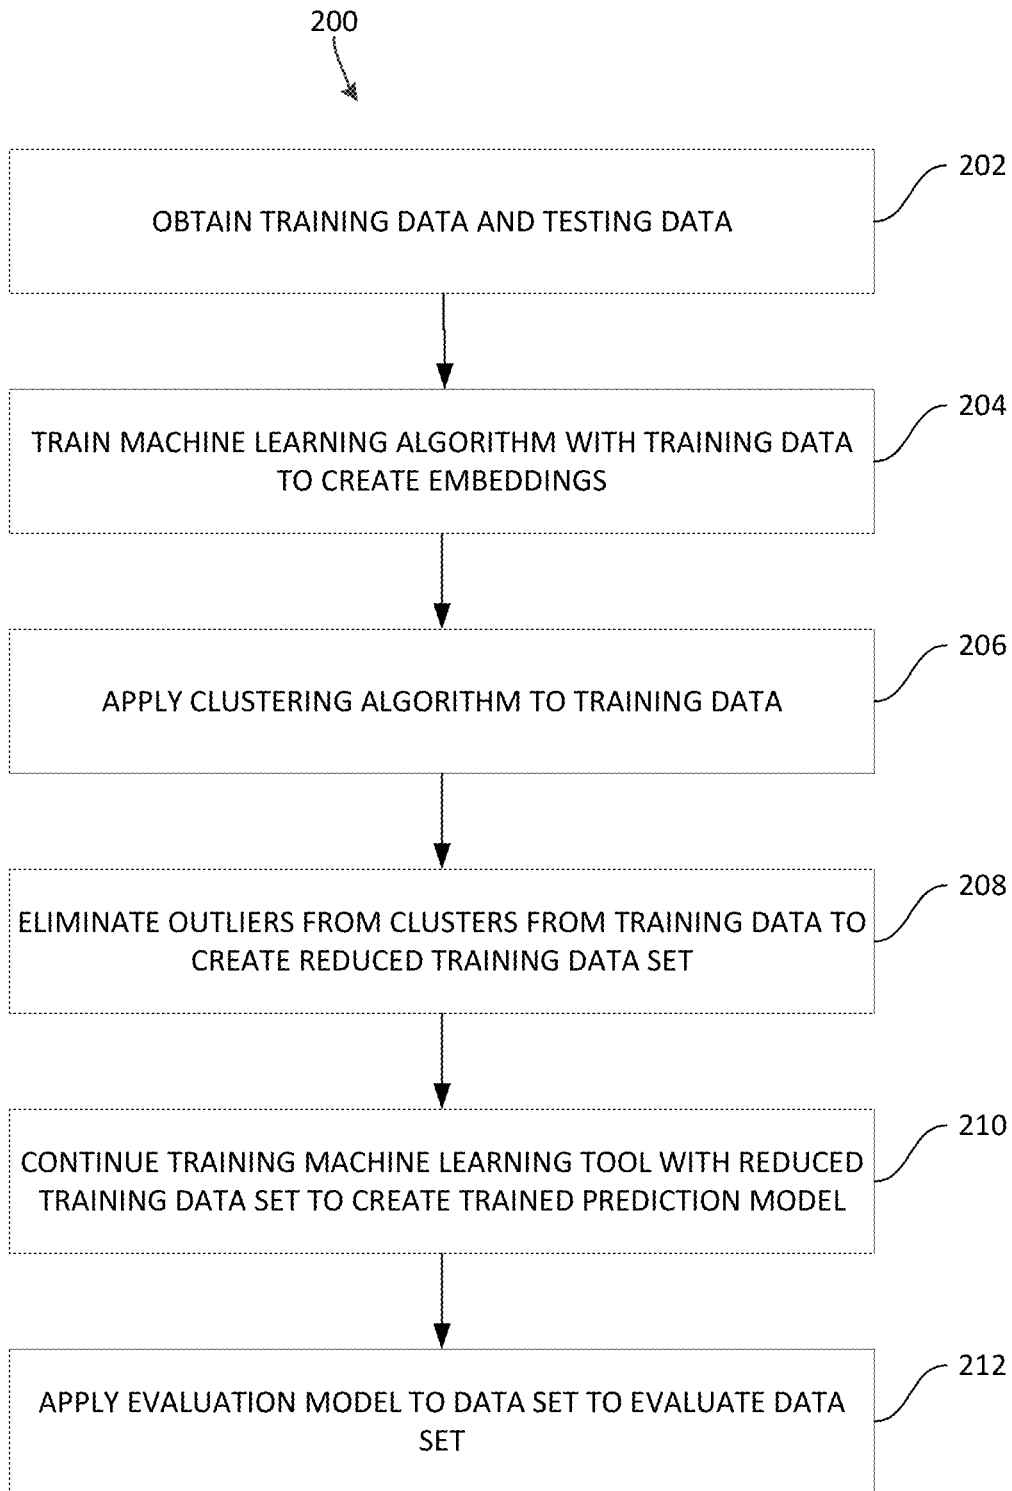 200
202
OBTAIN TRAINING DATA AND TESTING DATA
204
TRAIN MACHINE LEARNING ALGORITHM WITH TRAINING DATA
TO CREATE EMBEDDINGS
206
APPLY CLUSTERING ALGORITHM TO TRAINING DATA
208
ELIMINATE OUTLIERS FROM CLUSTERS FROM TRAINING DATA TO
CREATE REDUCED TRAINING DATA SET
210
CONTINUE TRAINING MACHINE LEARNING TOOL WITH REDUCED
TRAINING DATA SET TO CREATE TRAINED PREDICTION MODEL
212
APPLY EVALUATION MODEL TO DATA SET TO EVALUATE DATA
SET